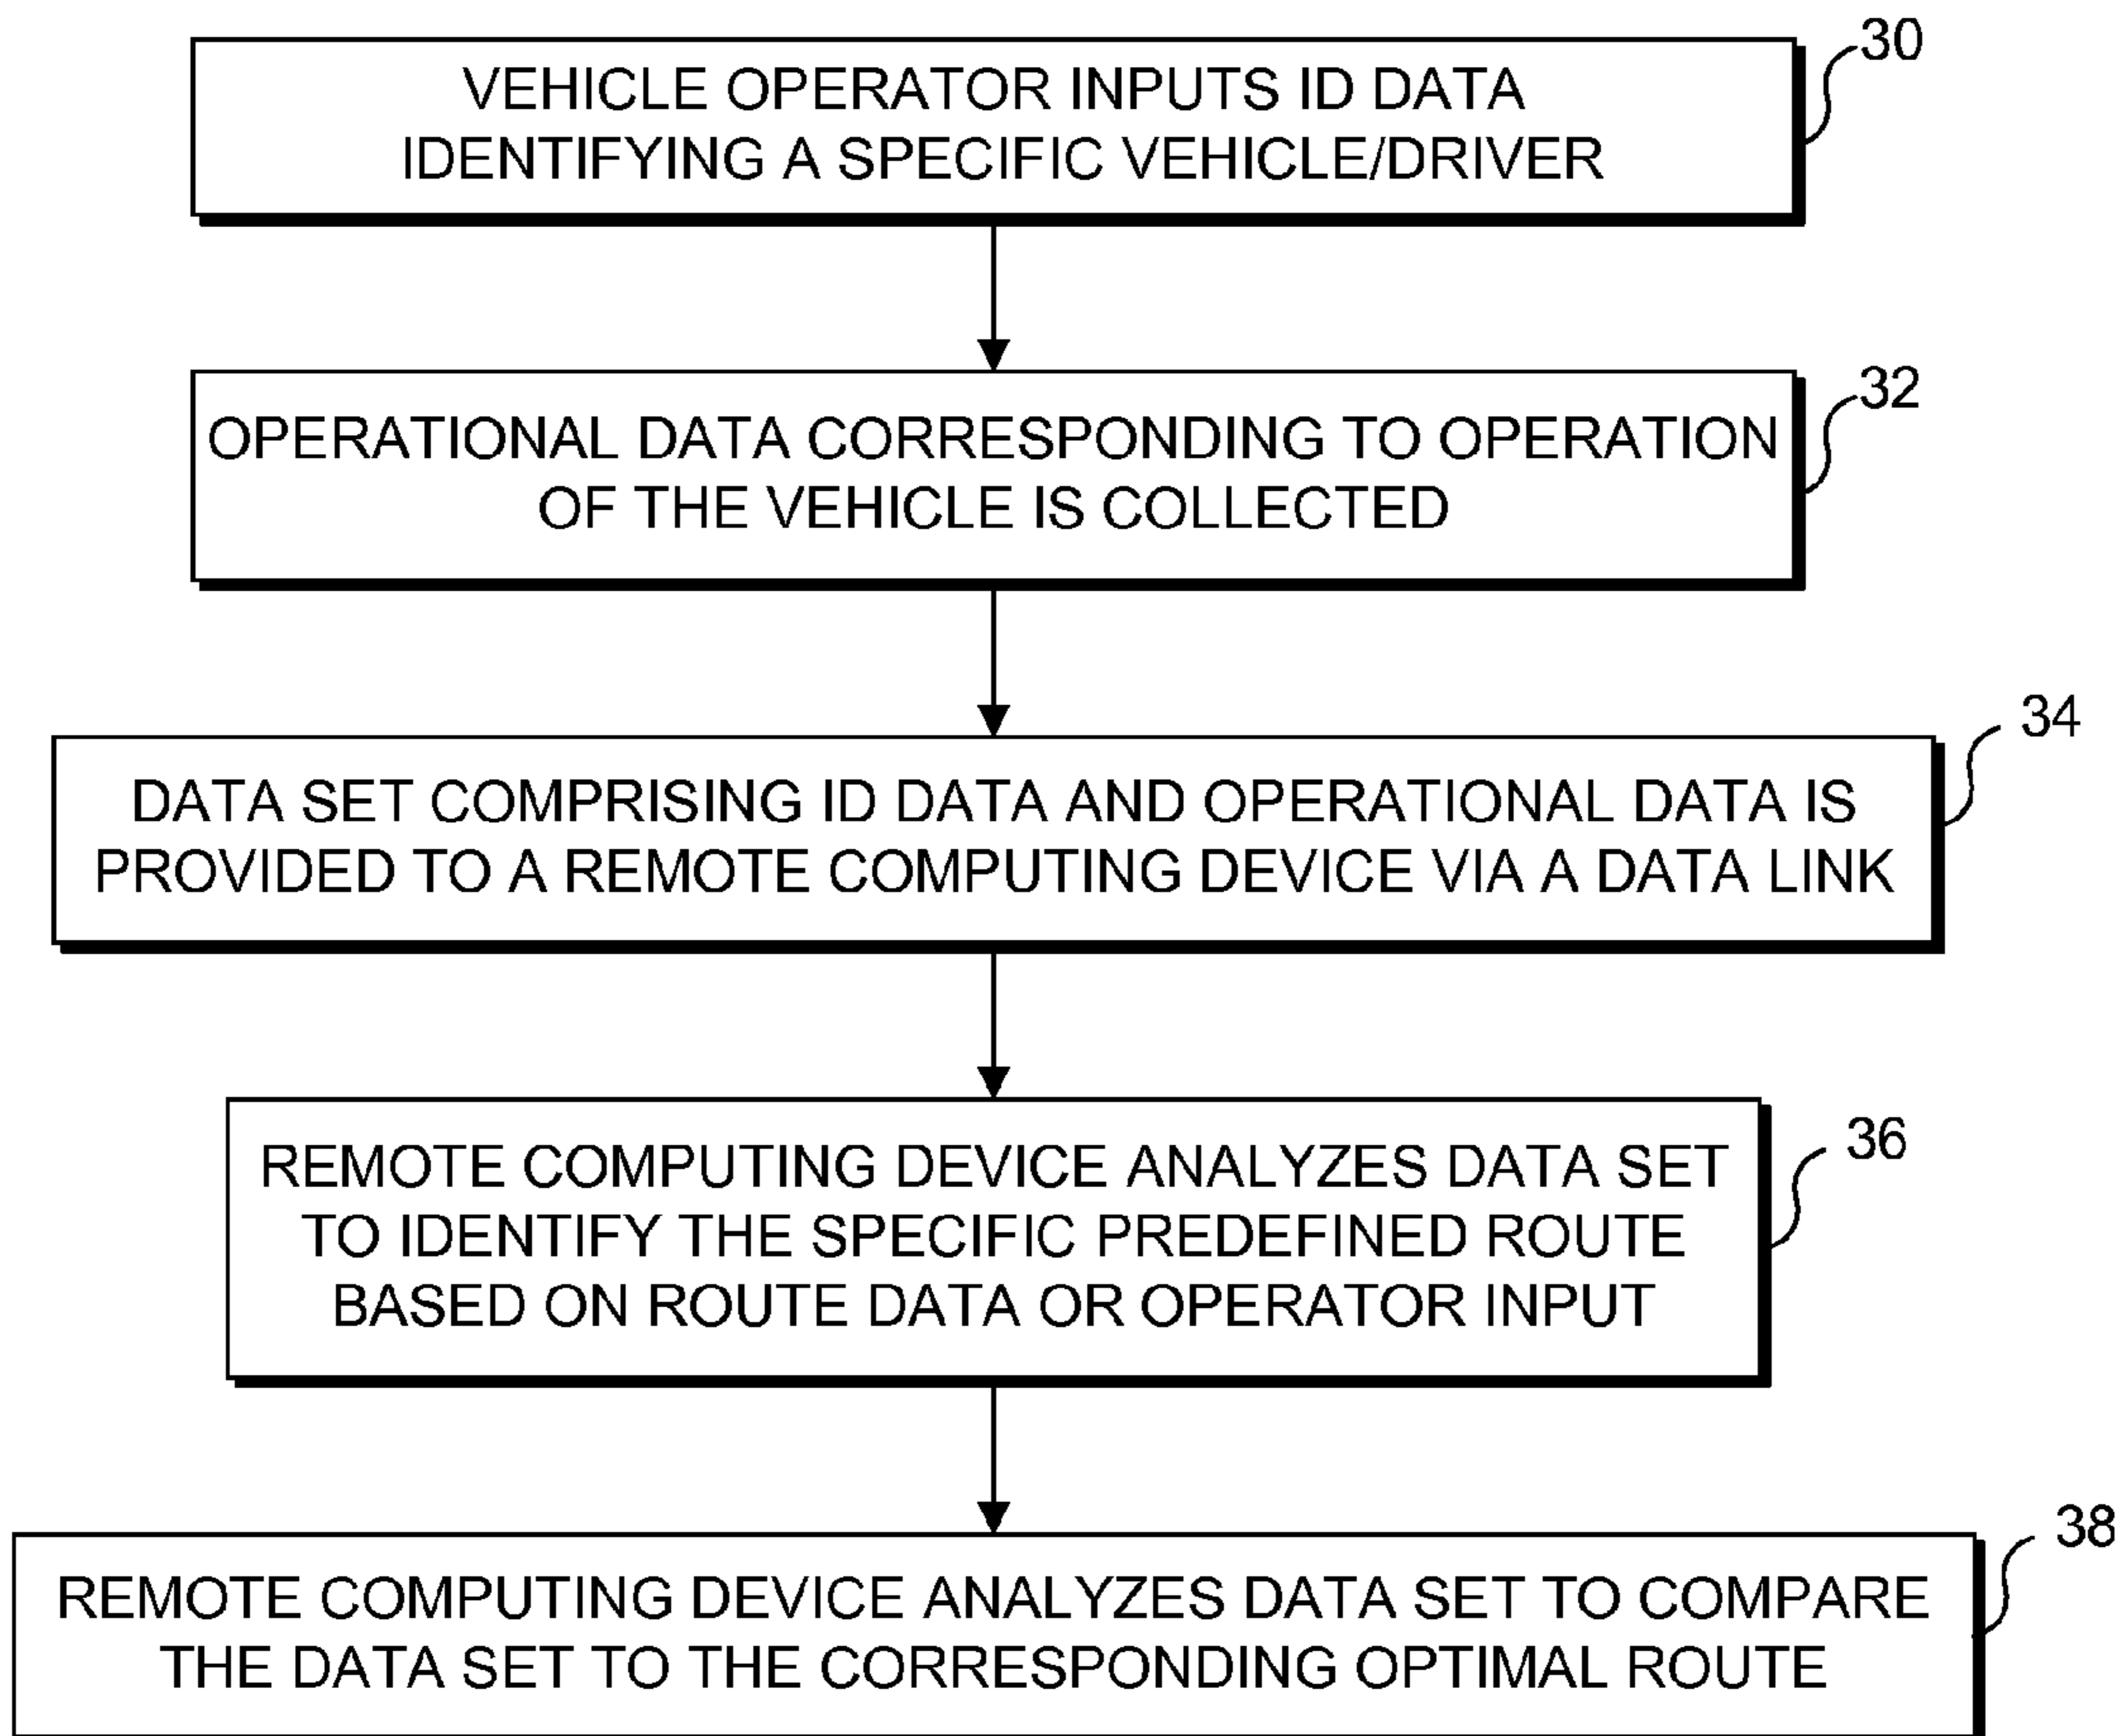 30
VEHICLE OPERATOR INPUTS ID DATA
IDENTIFYING A SPECIFIC VEHICLE/DRIVER
32
OPERATIONAL DATA CORRESPONDING TO OPERATION
OF THE VEHICLE IS COLLECTED
34
DATA SET COMPRISING ID DATA AND OPERATIONAL DATA IS
PROVIDED TO A REMOTE COMPUTING DEVICE VIA A DATA LINK
36
REMOTE COMPUTING DEVICE ANALYZES DATA SET
TO IDENTIFY THE SPECIFIC PREDEFINED ROUTE
BASED ON ROUTE DATA OR OPERATOR INPUT
38
REMOTE COMPUTING DEVICE ANALYZES DATA SET TO COMPARE
THE DATA SET TO THE CORRESPONDING OPTIMAL ROUTE